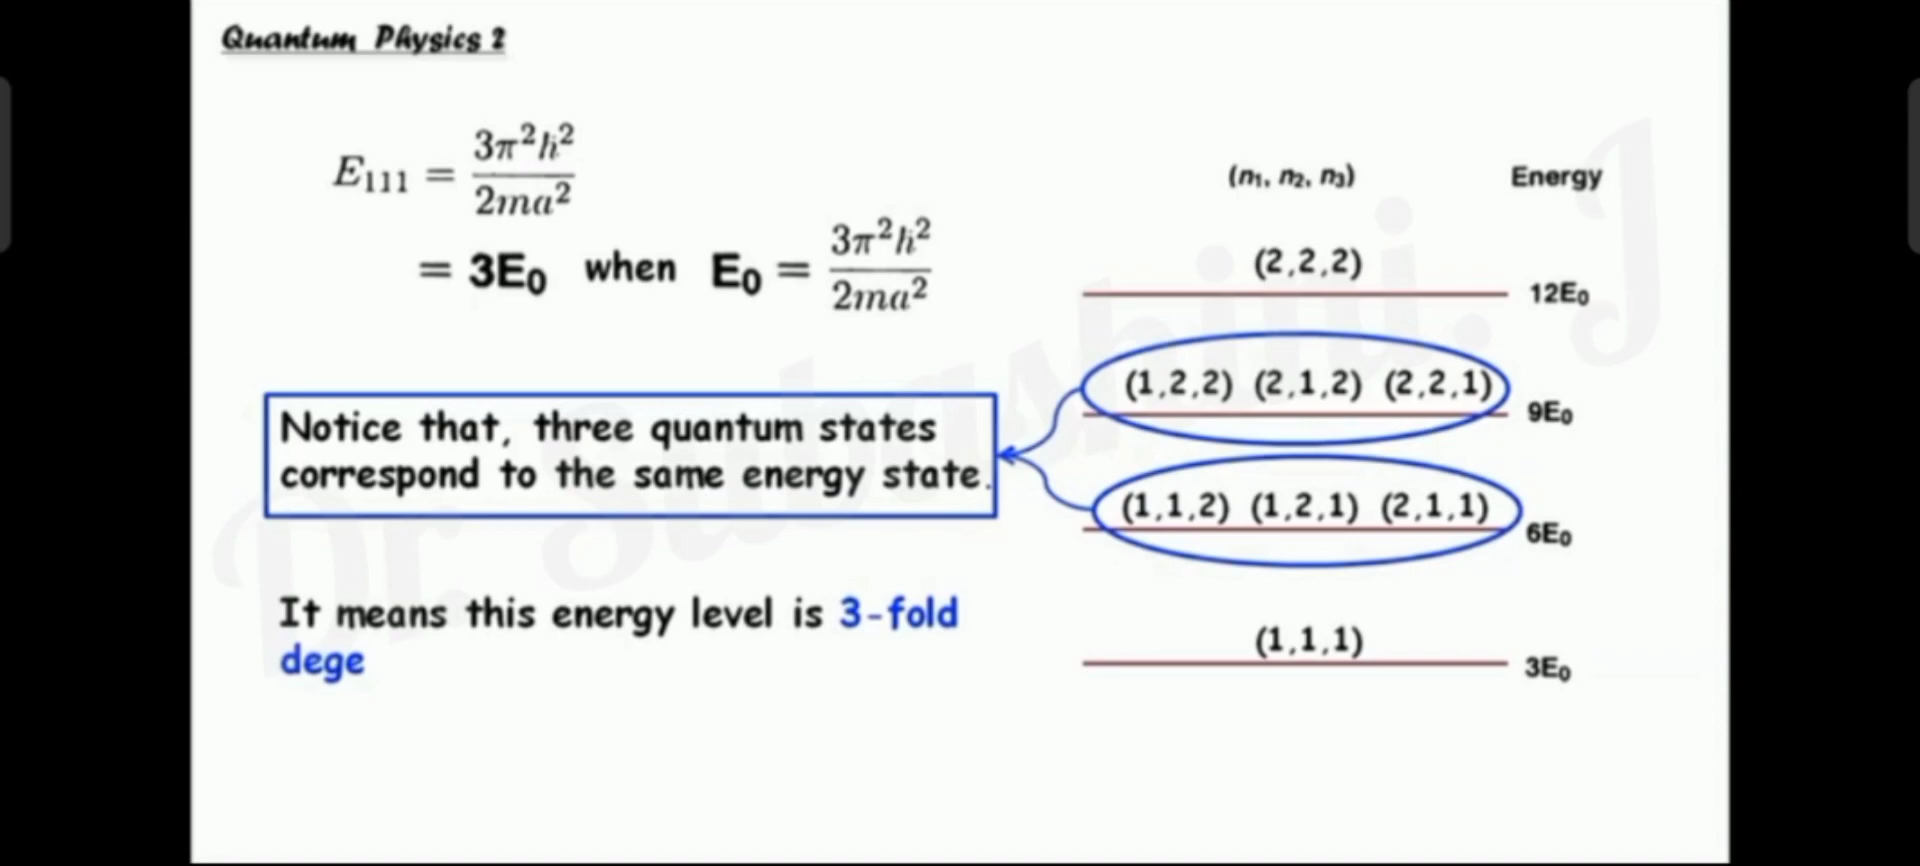 Quantum Physics 2
E₁₁₁ = 3π²ħ² / 2ma²
= 3E₀ when E₀ = 3π²ħ² / 2ma²
(n₁, n₂, n₃) Energy
(2,2,2)
12E₀
(1,2,2) (2,1,2) (2,2,1)
9E₀
(1,1,2) (1,2,1) (2,1,1)
6E₀
(1,1,1)
3E₀
Notice that, three quantum states
correspond to the same energy state.
It means this energy level is 3-fold
dege
Dr. Subashini. J